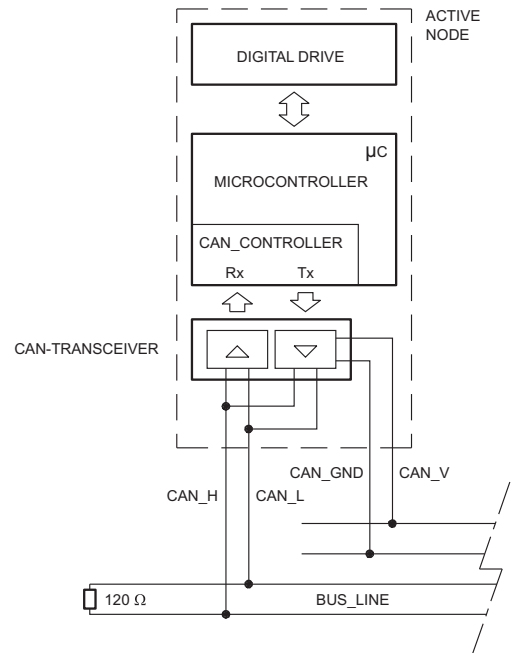 ACTIVE
NODE
DIGITAL DRIVE
µC
MICROCONTROLLER
CAN_CONTROLLER
Rx Tx
CAN-TRANSCEIVER
CAN_GND CAN_V
CAN_H CAN_L
120 Ω BUS_LINE